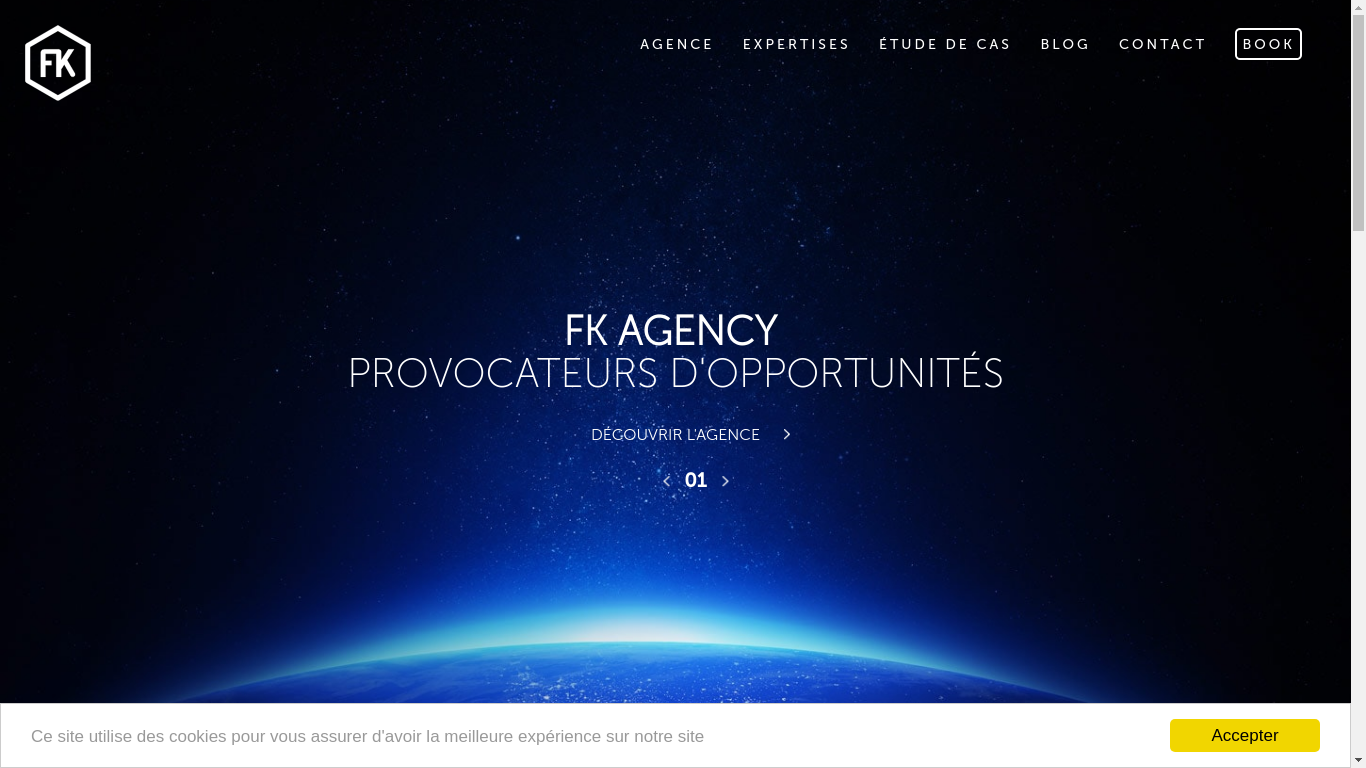 FK
AGENCE EXPERTISES ÉTUDE DE CAS BLOG CONTACT BOOK
FK AGENCY
PROVOCATEURS D'OPPORTUNITÉS
DÉCOUVRIR L'AGENCE
01
Ce site utilise des cookies pour vous assurer d'avoir la meilleure expérience sur notre site
Accepter